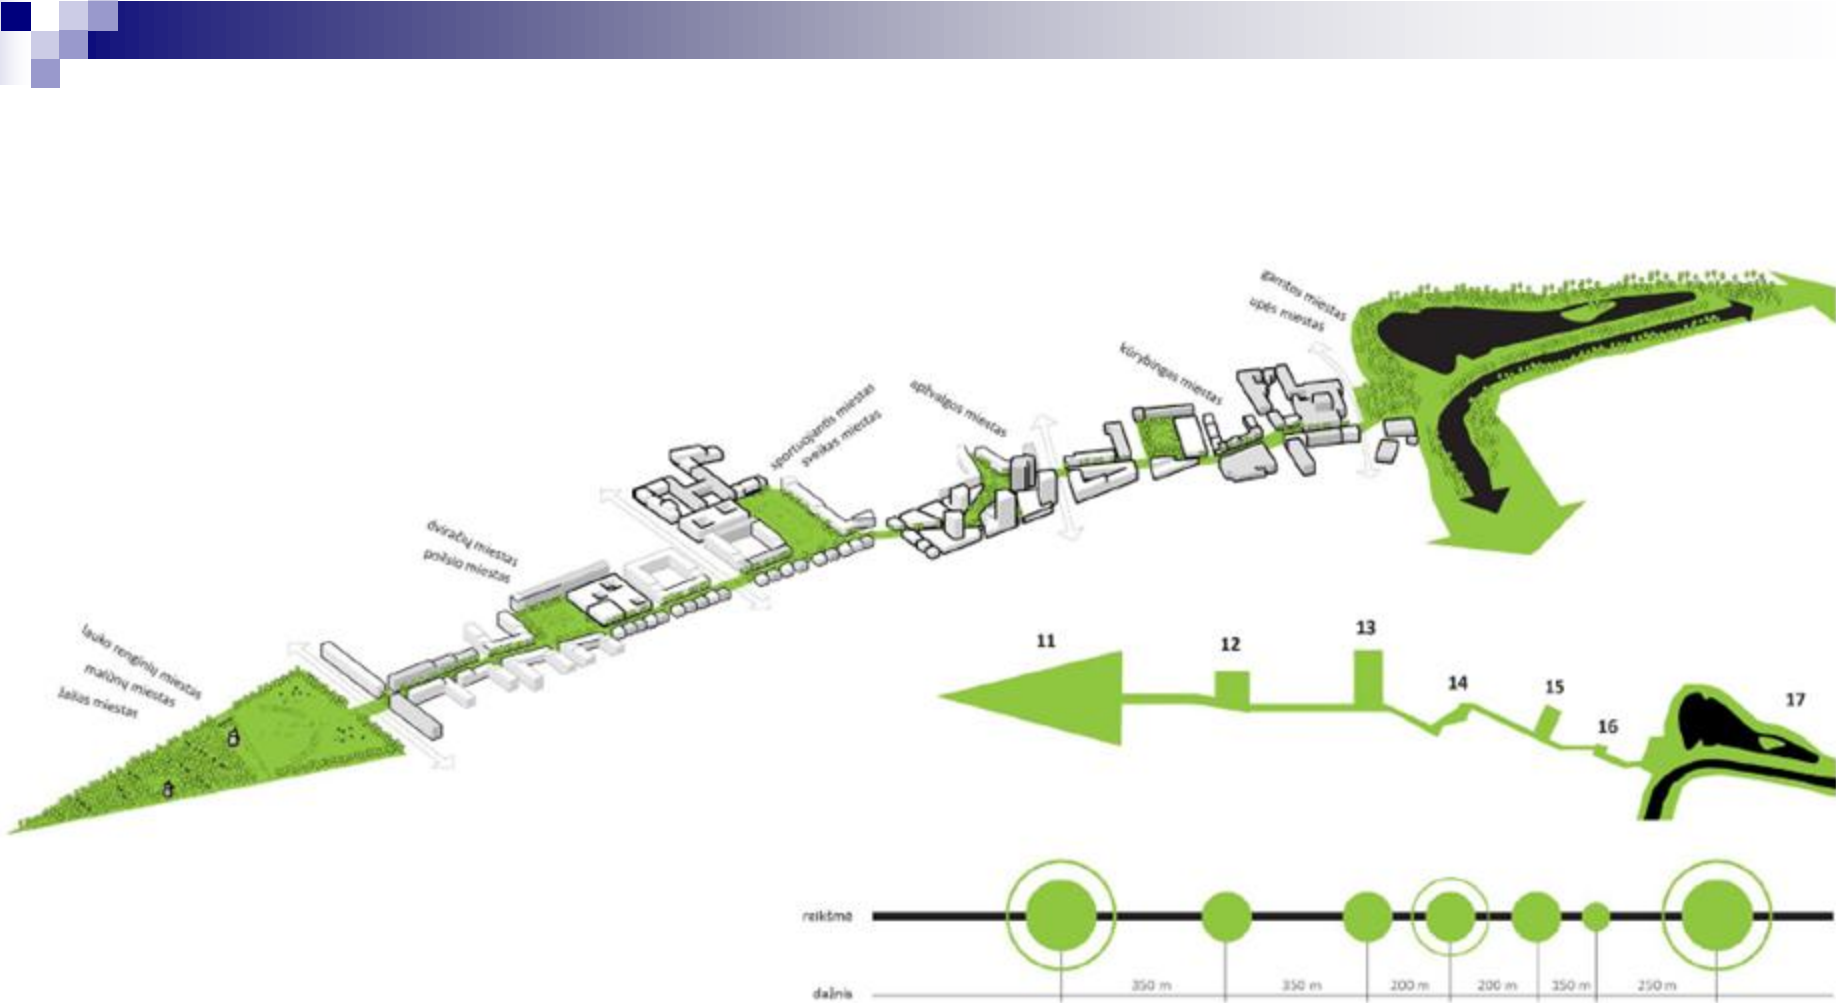 gamtos miestas
upės miestas
kūrybingas miestas
apžvalgos miestas
sportuojantis miestas
sveikas miestas
dviračių miestas
poilsio miestas
lauko renginių miestas
malūnų miestas
žalias miestas
11
12
13
14
15
16
17
reikšmė
350 m
350 m
200 m
200 m
150 m
250 m
dažnis